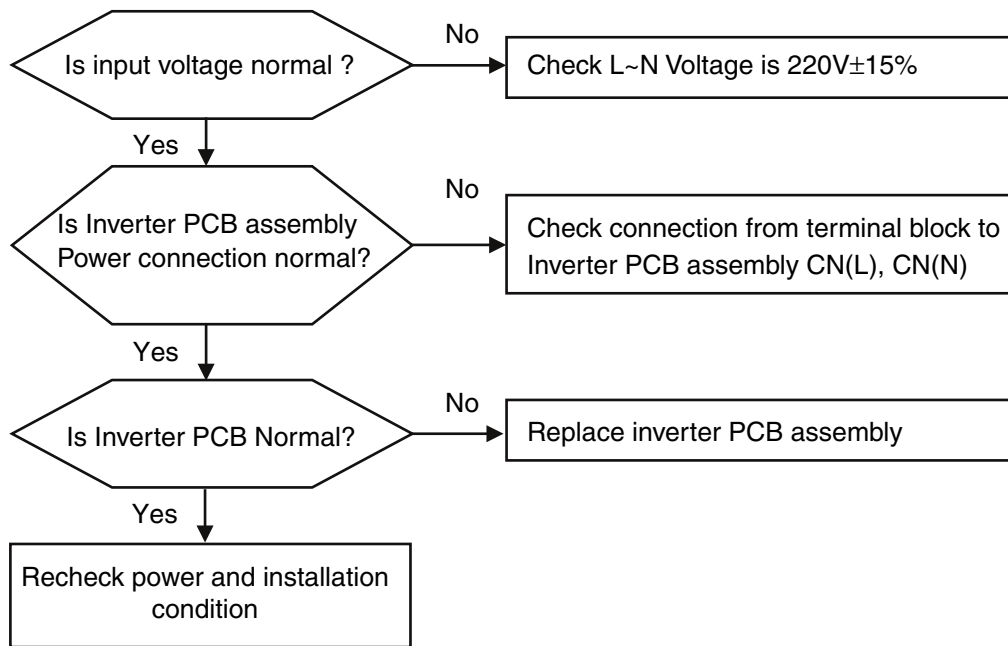 Is input voltage normal ?
No
Check L~N Voltage is 220V±15%
Yes
Is Inverter PCB assembly
Power connection normal?
No
Check connection from terminal block to
Inverter PCB assembly CN(L), CN(N)
Yes
Is Inverter PCB Normal?
No
Replace inverter PCB assembly
Yes
Recheck power and installation
condition